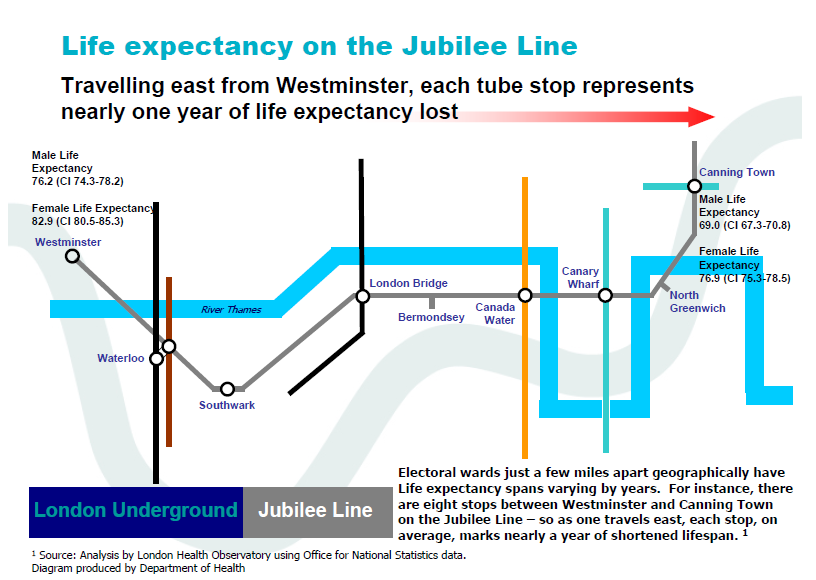 Life expectancy on the Jubilee Line
Travelling east from Westminster, each tube stop represents
nearly one year of life expectancy lost
Male Life
Expectancy
76.2 (CI 74.3-78.2)
Female Life Expectancy
82.9 (CI 80.5-85.3)
Westminster
River Thames
Waterloo
Southwark
London Bridge
Bermondsey
Canada
Water
Canary
Wharf
North
Greenwich
Canning Town
Male Life
Expectancy
69.0 (CI 67.3-70.8)
Female Life
Expectancy
76.9 (CI 75.3-78.5)
London Underground
Jubilee Line
Electoral wards just a few miles apart geographically have
Life expectancy spans varying by years.  For instance, there
are eight stops between Westminster and Canning Town
on the Jubilee Line – so as one travels east, each stop, on
average, marks nearly a year of shortened lifespan. ¹
¹ Source: Analysis by London Health Observatory using Office for National Statistics data.
Diagram produced by Department of Health